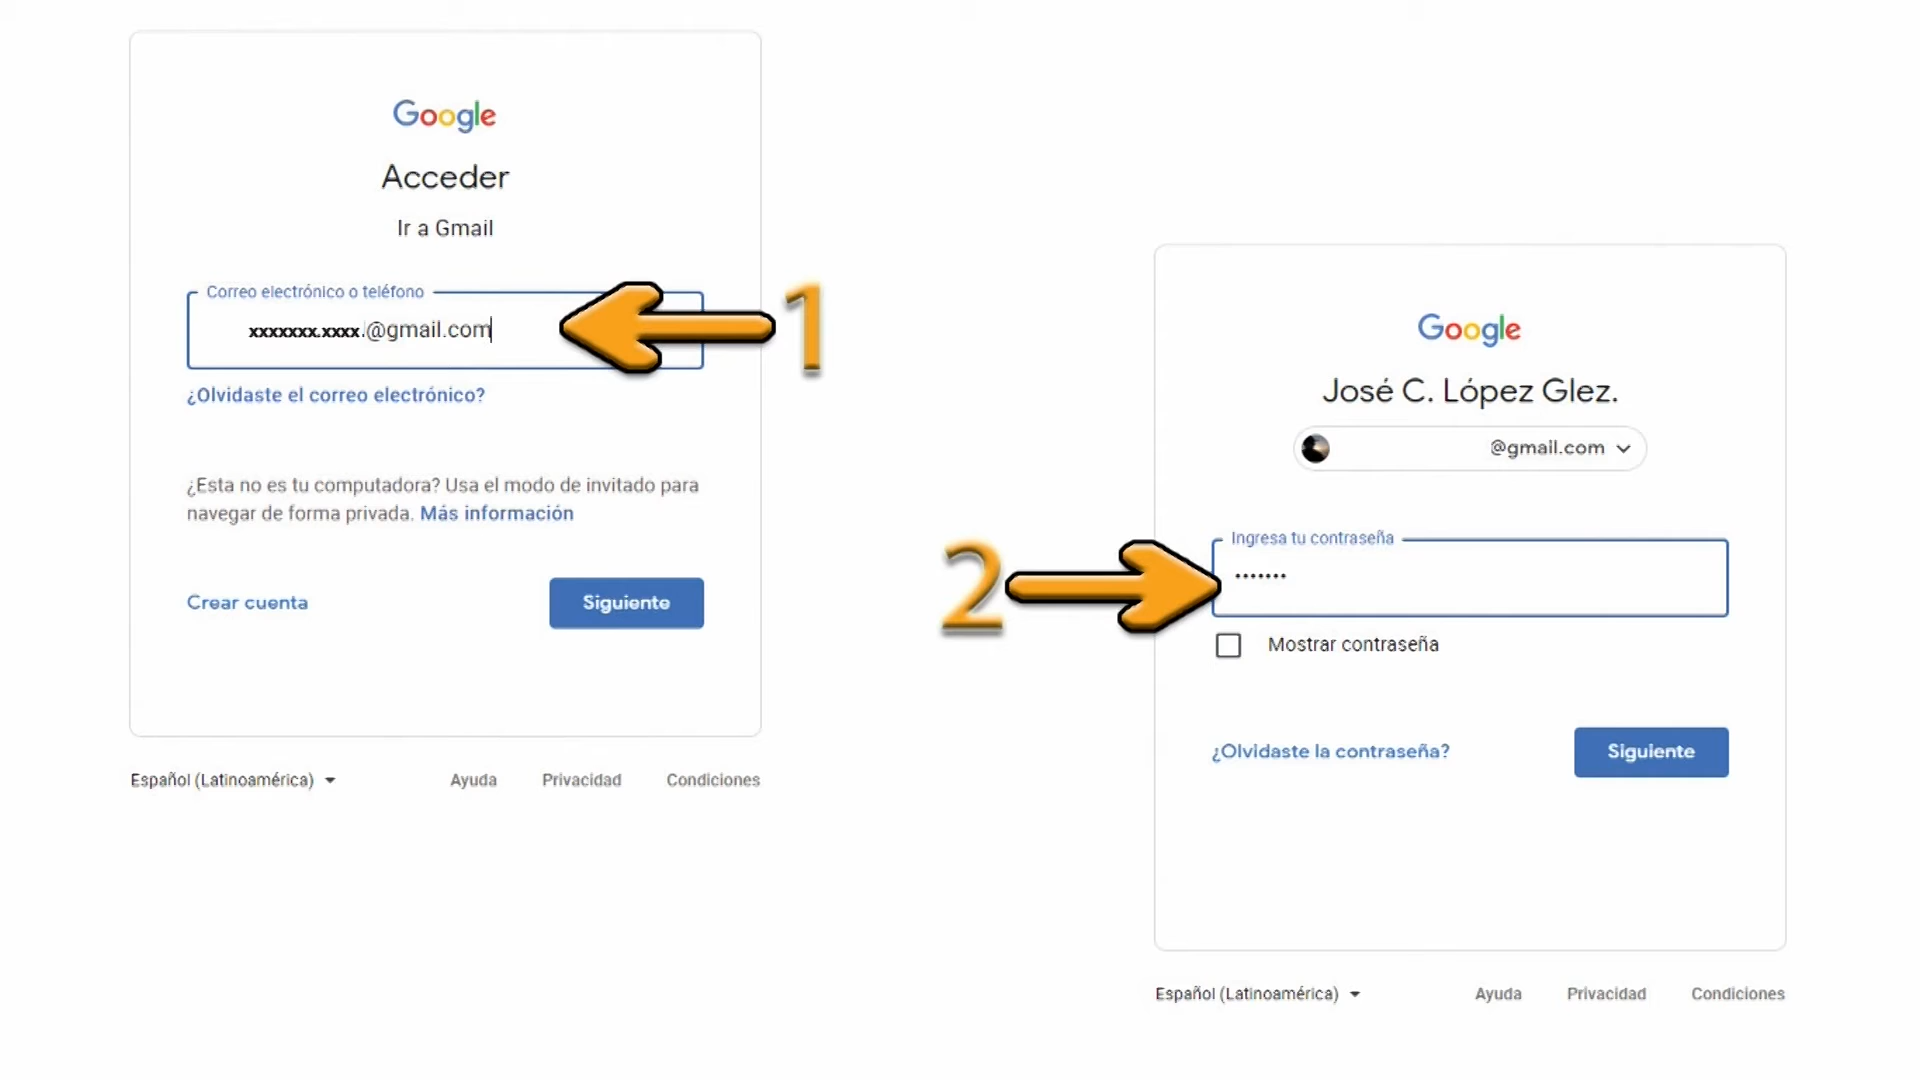 Google
Acceder
Ir a Gmail
Correo electrónico o teléfono
xxxxxxx.xxxx.@gmail.com
1
¿Olvidaste el correo electrónico?
¿Esta no es tu computadora? Usa el modo de invitado para
navegar de forma privada. Más información
Crear cuenta
Siguiente
Español (Latinoamérica)
Ayuda
Privacidad
Condiciones
Google
José C. López Glez.
@gmail.com
2
Ingresa tu contraseña
•••••••
Mostrar contraseña
¿Olvidaste la contraseña?
Siguiente
Español (Latinoamérica)
Ayuda
Privacidad
Condiciones